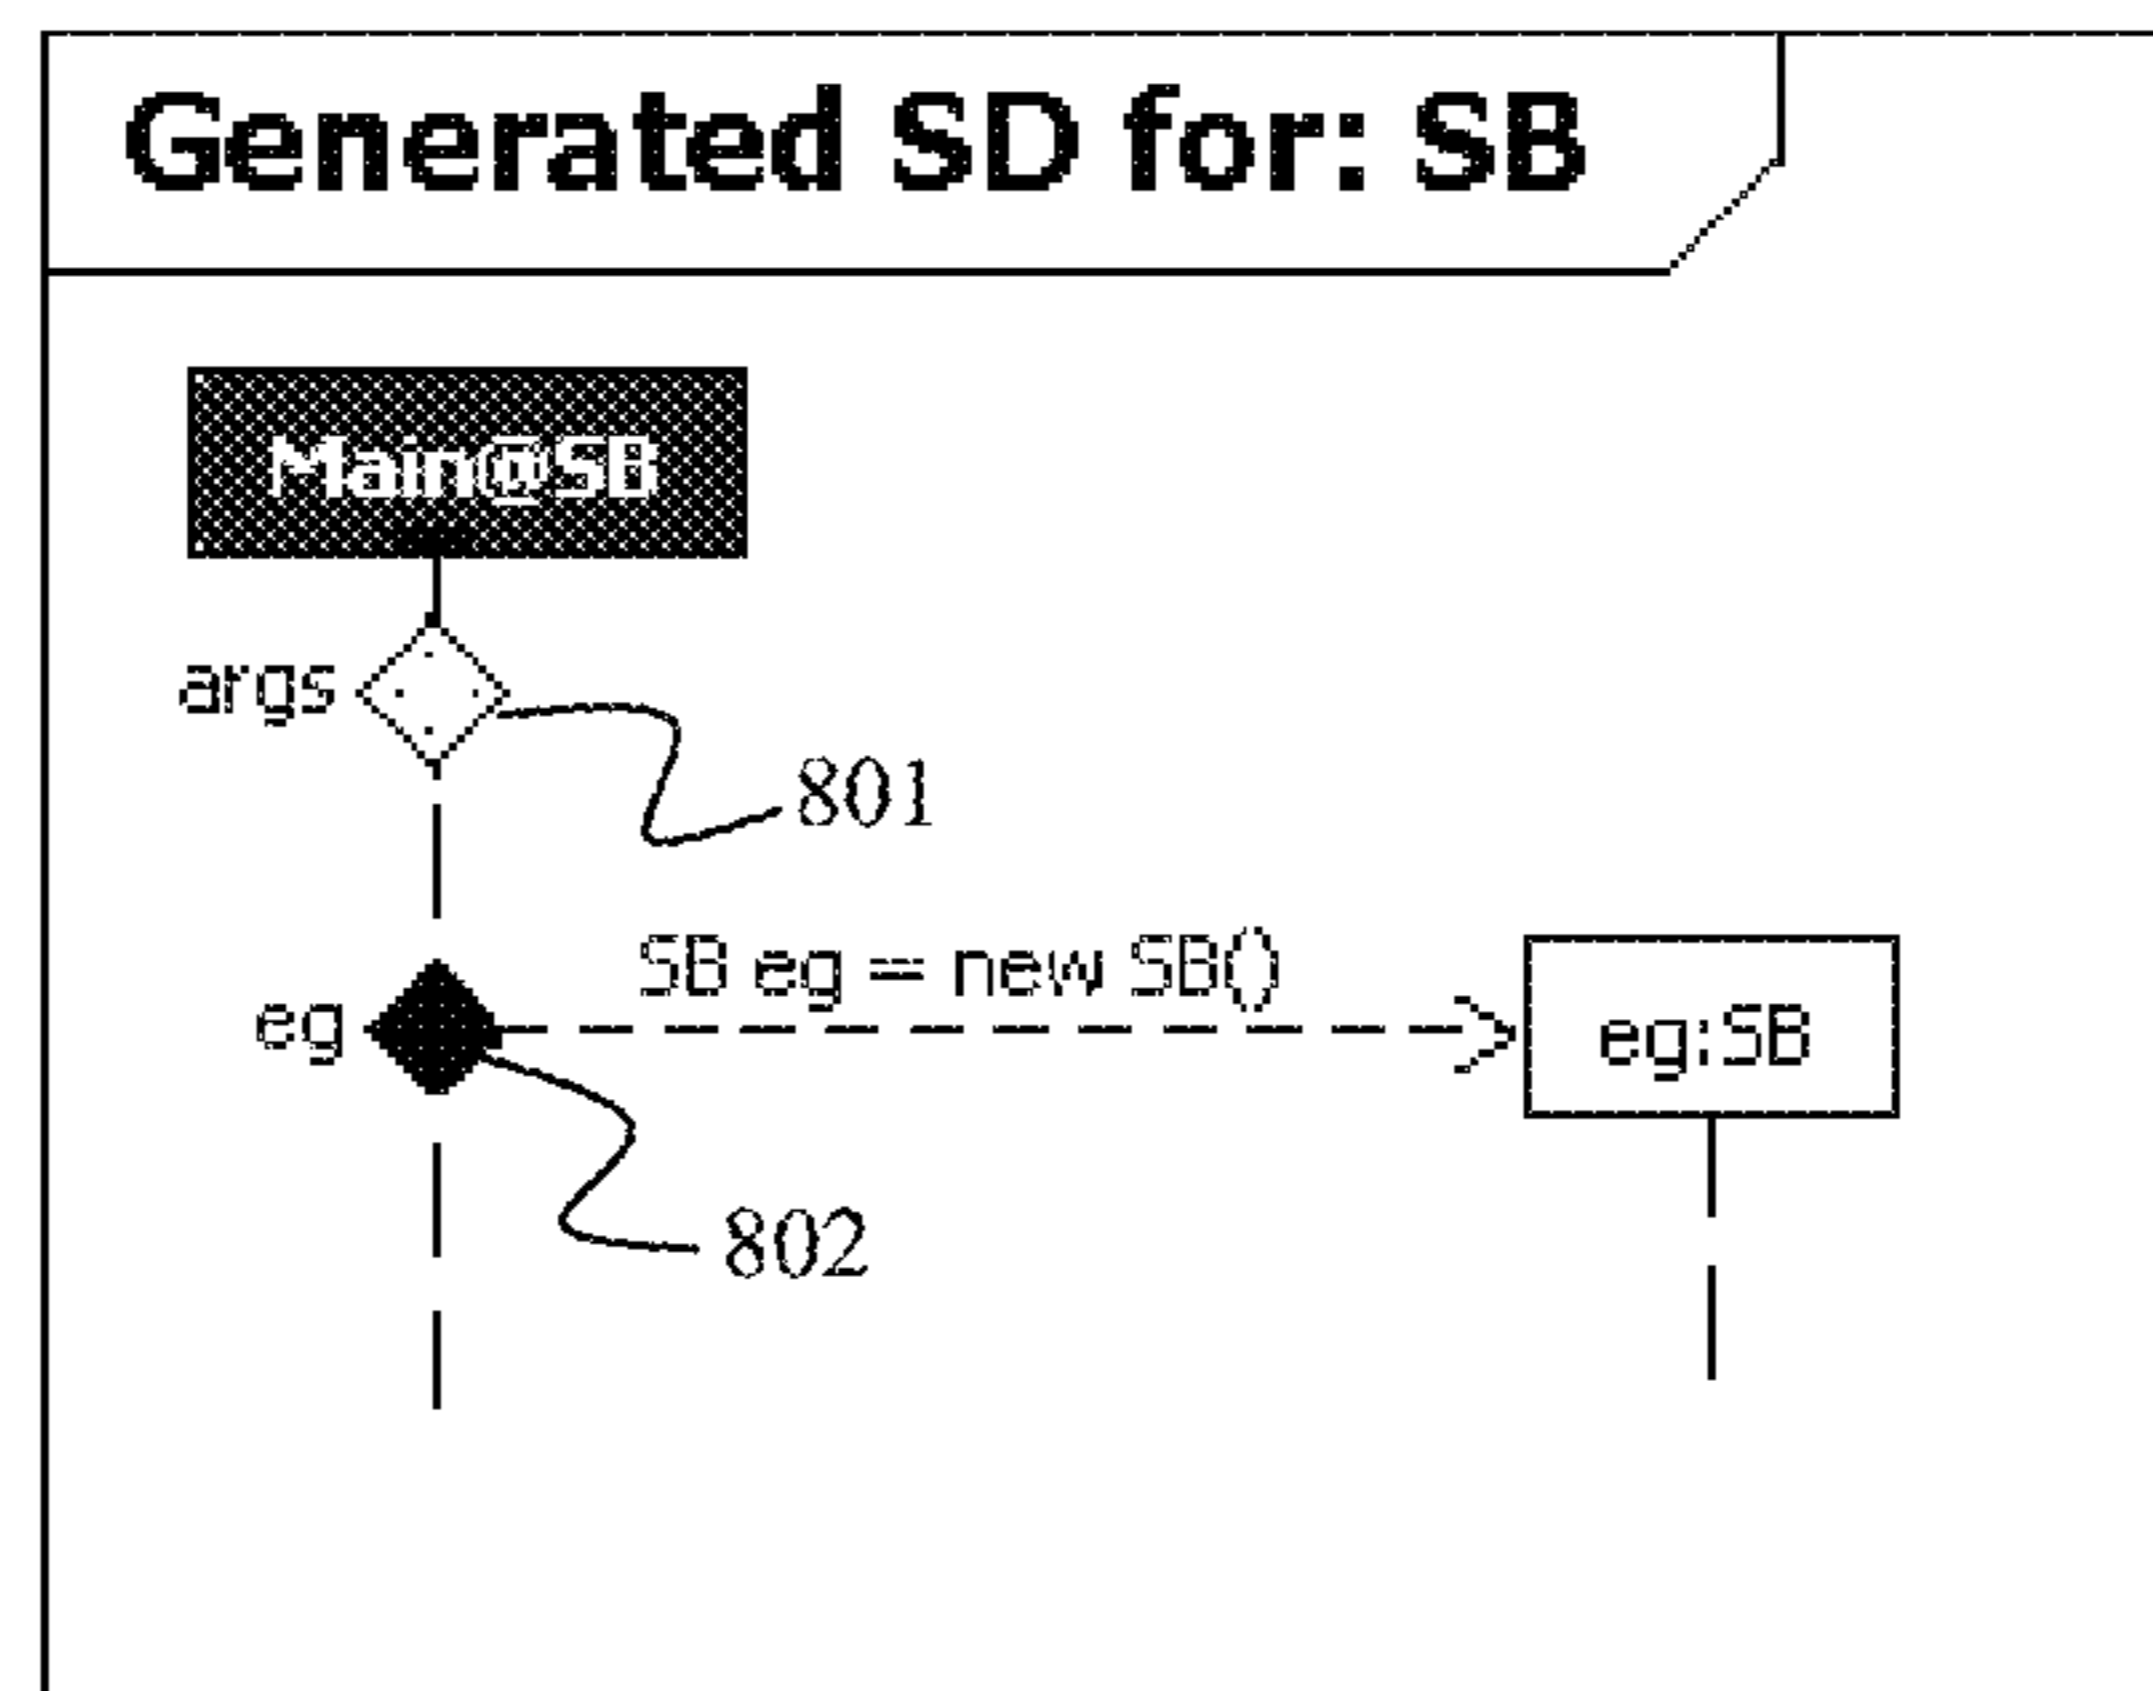 Generated SD for: SB
Main@SB
args
801
SB eg = new SB()
eg
eg:SB
802